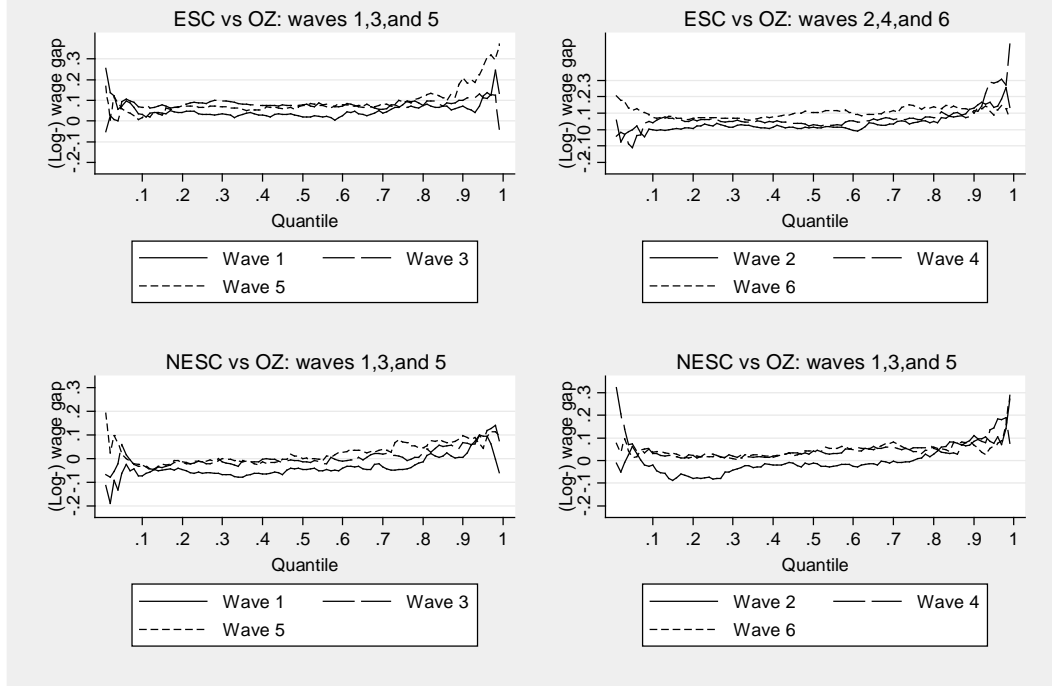 ESC vs OZ: waves 1,3,and 5
(Log-) wage gap
-.2 -.1 0 .1 .2 .3
.1 .2 .3 .4 .5 .6 .7 .8 .9 1
Quantile
Wave 1 Wave 3
Wave 5
ESC vs OZ: waves 2,4,and 6
(Log-) wage gap
-.2 -.1 0 .1 .2 .3
.1 .2 .3 .4 .5 .6 .7 .8 .9 1
Quantile
Wave 2 Wave 4
Wave 6
NESC vs OZ: waves 1,3,and 5
(Log-) wage gap
-.2 -.1 0 .1 .2 .3
.1 .2 .3 .4 .5 .6 .7 .8 .9 1
Quantile
Wave 1 Wave 3
Wave 5
NESC vs OZ: waves 1,3,and 5
(Log-) wage gap
-.2 -.1 0 .1 .2 .3
.1 .2 .3 .4 .5 .6 .7 .8 .9 1
Quantile
Wave 2 Wave 4
Wave 6